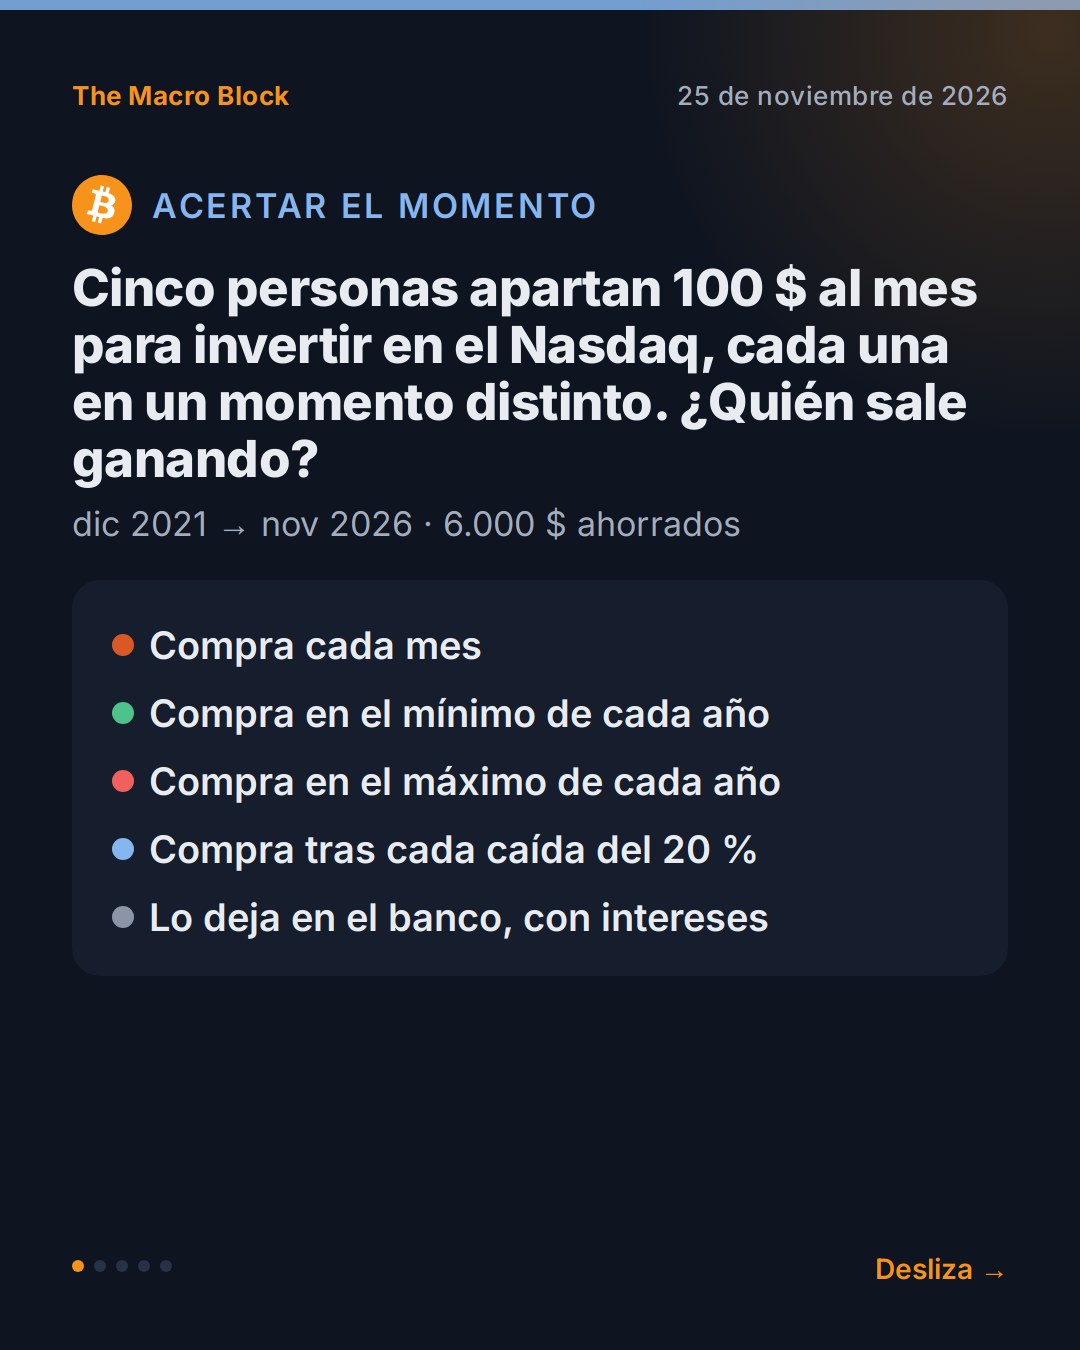 The Macro Block
25 de noviembre de 2026
ACERTAR EL MOMENTO
Cinco personas apartan 100 $ al mes
para invertir en el Nasdaq, cada una
en un momento distinto. ¿Quién sale
ganando?
dic 2021 → nov 2026 · 6.000 $ ahorrados
Compra cada mes
Compra en el mínimo de cada año
Compra en el máximo de cada año
Compra tras cada caída del 20 %
Lo deja en el banco, con intereses
Desliza →